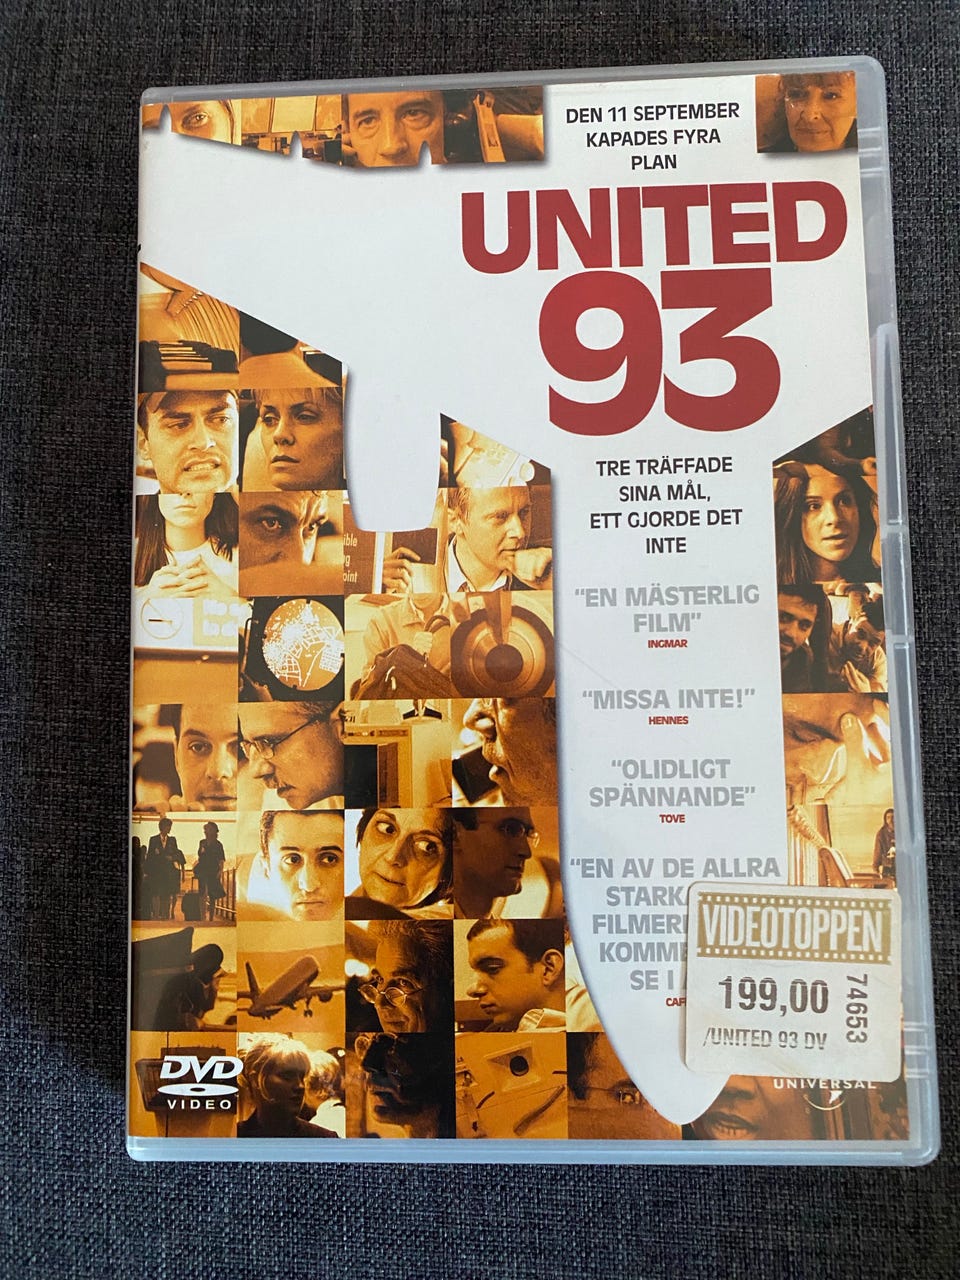 DEN 11 SEPTEMBER
KAPADES FYRA
PLAN
UNITED
93
TRE TRÄFFADE
SINA MÅL,
ETT GJORDE DET
INTE
"EN MÄSTERLIG
FILM"
INGMAR
"MISSA INTE!"
HENNES
"OLIDLIGT
SPÄNNANDE"
TOVE
"EN AV DE ALLRA
STARKA
FILMER
KOMME
SE I
CAF
VIDEOTOPPEN
199,00
74653
/UNITED 93 DV
UNIVERSAL
DVD
VIDEO